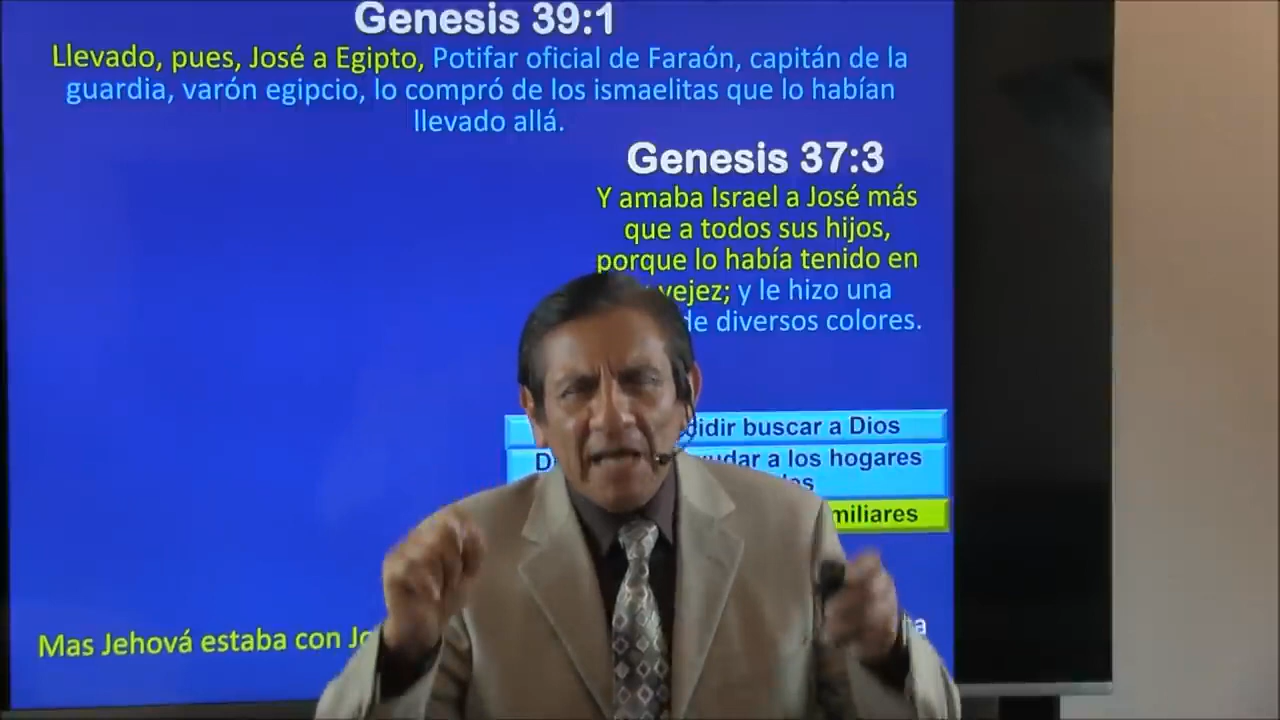 Genesis 39:1
Llevado, pues, José a Egipto, Potifar oficial de Faraón, capitán de la
guardia, varón egipcio, lo compró de los ismaelitas que lo habían
llevado allá.
Genesis 37:3
Y amaba Israel a José más
que a todos sus hijos,
porque lo había tenido en
vejez; y le hizo una
de diversos colores.
buscar a Dios
a los hogares
Mas Jehová estaba con